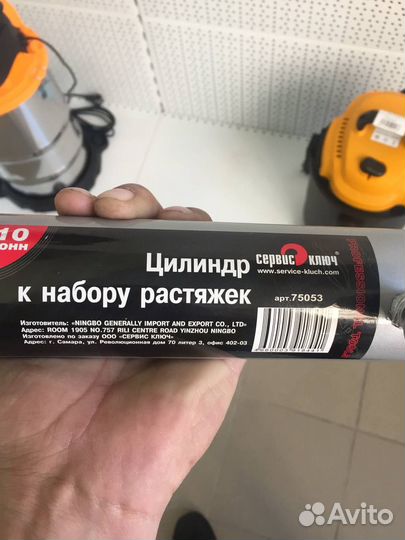 10
ТОНН
Цилиндр
к набору растяжек
сервис ключ®
www.service-kluch.com
арт.75053
Изготовитель: «NINGBO GENERALLY IMPORT AND EXPORT CO., LTD»
Адрес: ROOM 1905 NO.757 RILI CENTRE ROAD YINZHOU NINGBO
Изготовлено по заказу ООО "СЕРВИС КЛЮЧ"
Адрес: г. Самара, ул. Революционная дом 70 литер 3, офис 402-03
PROFESSIONAL TOOLS
Avito